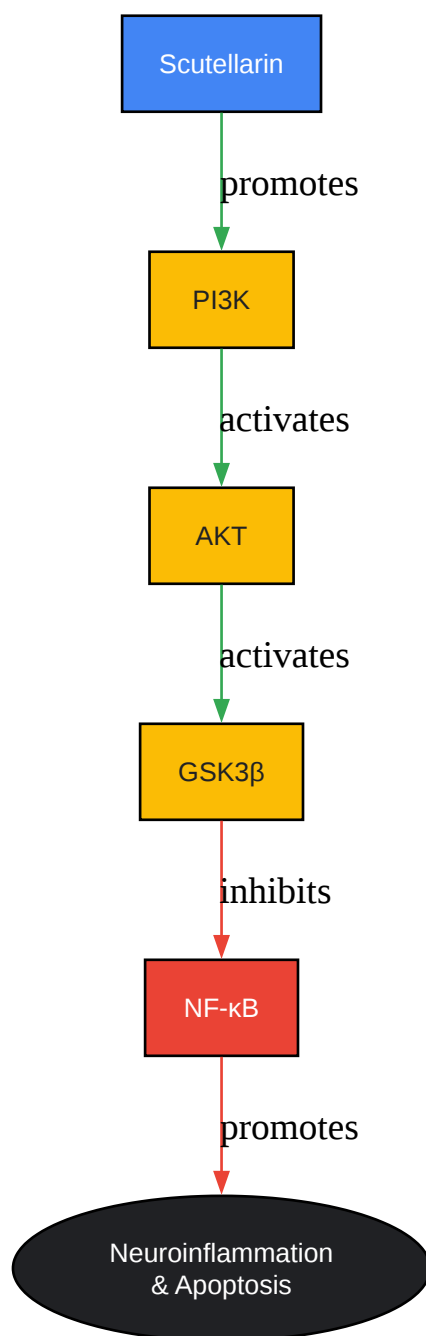 Scutellarin
promotes
PI3K
activates
AKT
activates
GSK3β
inhibits
NF-κB
promotes
Neuroinflammation
& Apoptosis